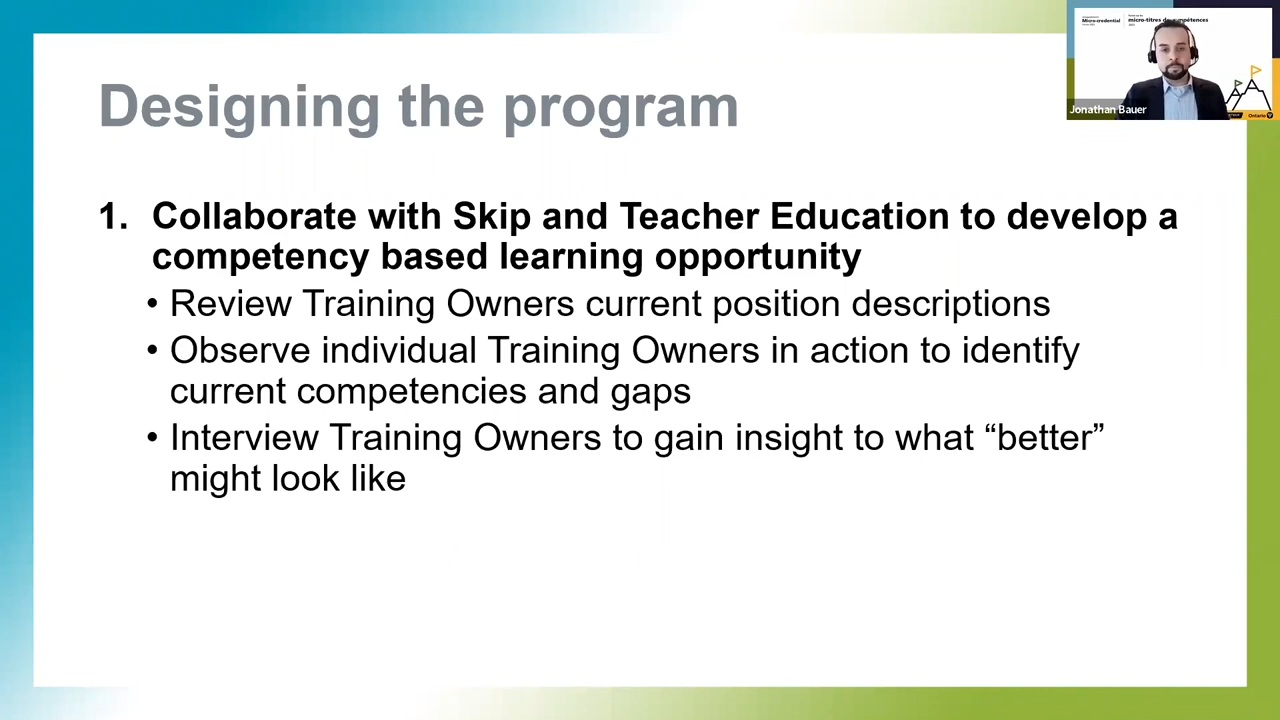 Designing the program
1. Collaborate with Skip and Teacher Education to develop a
competency based learning opportunity
• Review Training Owners current position descriptions
• Observe individual Training Owners in action to identify
current competencies and gaps
• Interview Training Owners to gain insight to what “better”
might look like
Micro-credential
micro-titres de compétences
Jonathan Bauer
Ontario